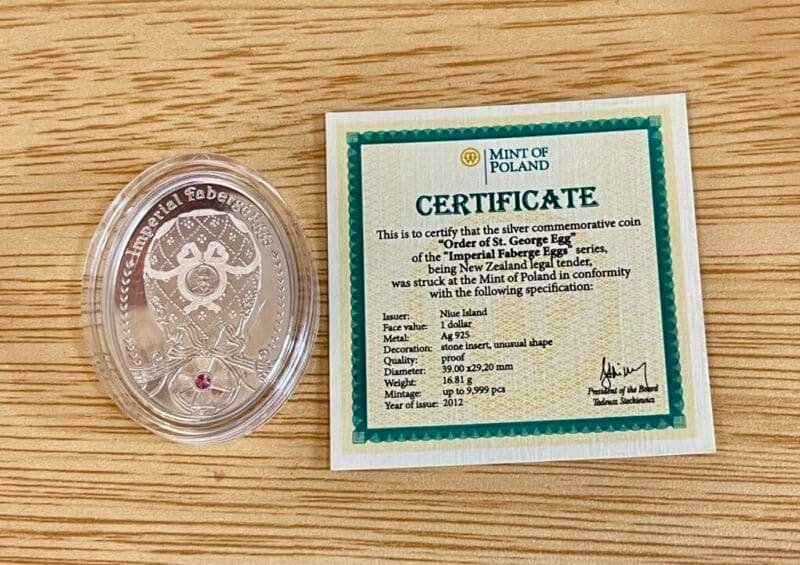 Imperial Fabergé Eggs
MINT OF
POLAND
CERTIFICATE
This is to certify that the silver commemorative coin
"Order of St. George Egg"
of the "Imperial Faberge Eggs" series,
being New Zealand legal tender,
was struck at the Mint of Poland in conformity
with the following specification:
Issuer: Niue Island
Face value: 1 dollar
Metal: Ag 925
Decoration: stone insert, unusual shape
Quality: proof
Diameter: 39.00 x29.20 mm
Weight: 16.81 g
Mintage: up to 9,999 pcs
Year of issue: 2012
President of the Board
Tadeusz Steckiewicz